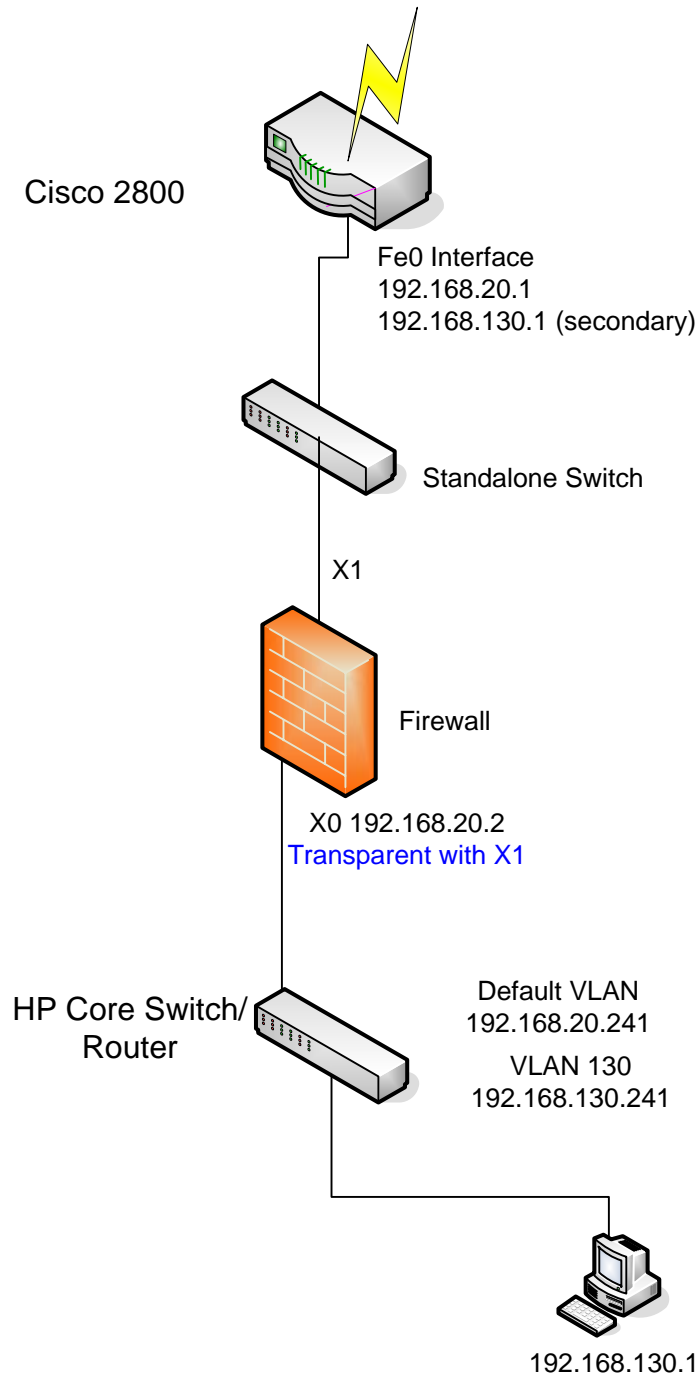 Cisco 2800
Fe0 Interface
192.168.20.1
192.168.130.1 (secondary)
Standalone Switch
X1
Firewall
X0 192.168.20.2
Transparent with X1
HP Core Switch/
Router
Default VLAN
192.168.20.241
VLAN 130
192.168.130.241
192.168.130.1